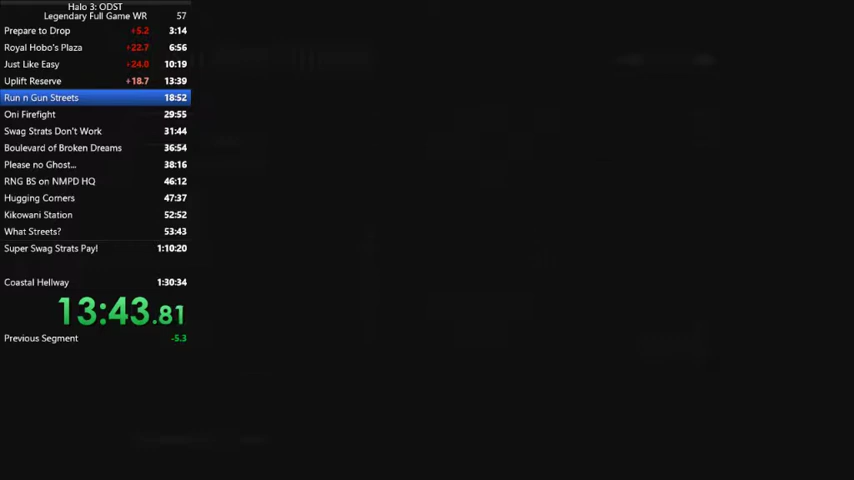 Halo 3: ODST
Legendary Full Game WR 57
Prepare to Drop +5.2 3:14
Royal Hobo's Plaza +22.7 6:56
Just Like Easy +24.0 10:19
Uplift Reserve +18.7 13:39
Run n Gun Streets 18:52
Oni Firefight 29:55
Swag Strats Don't Work 31:44
Boulevard of Broken Dreams 36:54
Please no Ghost... 38:16
RNG BS on NMPD HQ 46:12
Hugging Corners 47:37
Kikowani Station 52:52
What Streets? 53:43
Super Swag Strats Pay! 1:10:20
Coastal Hellway 1:30:34
13:43.81
Previous Segment -5.3